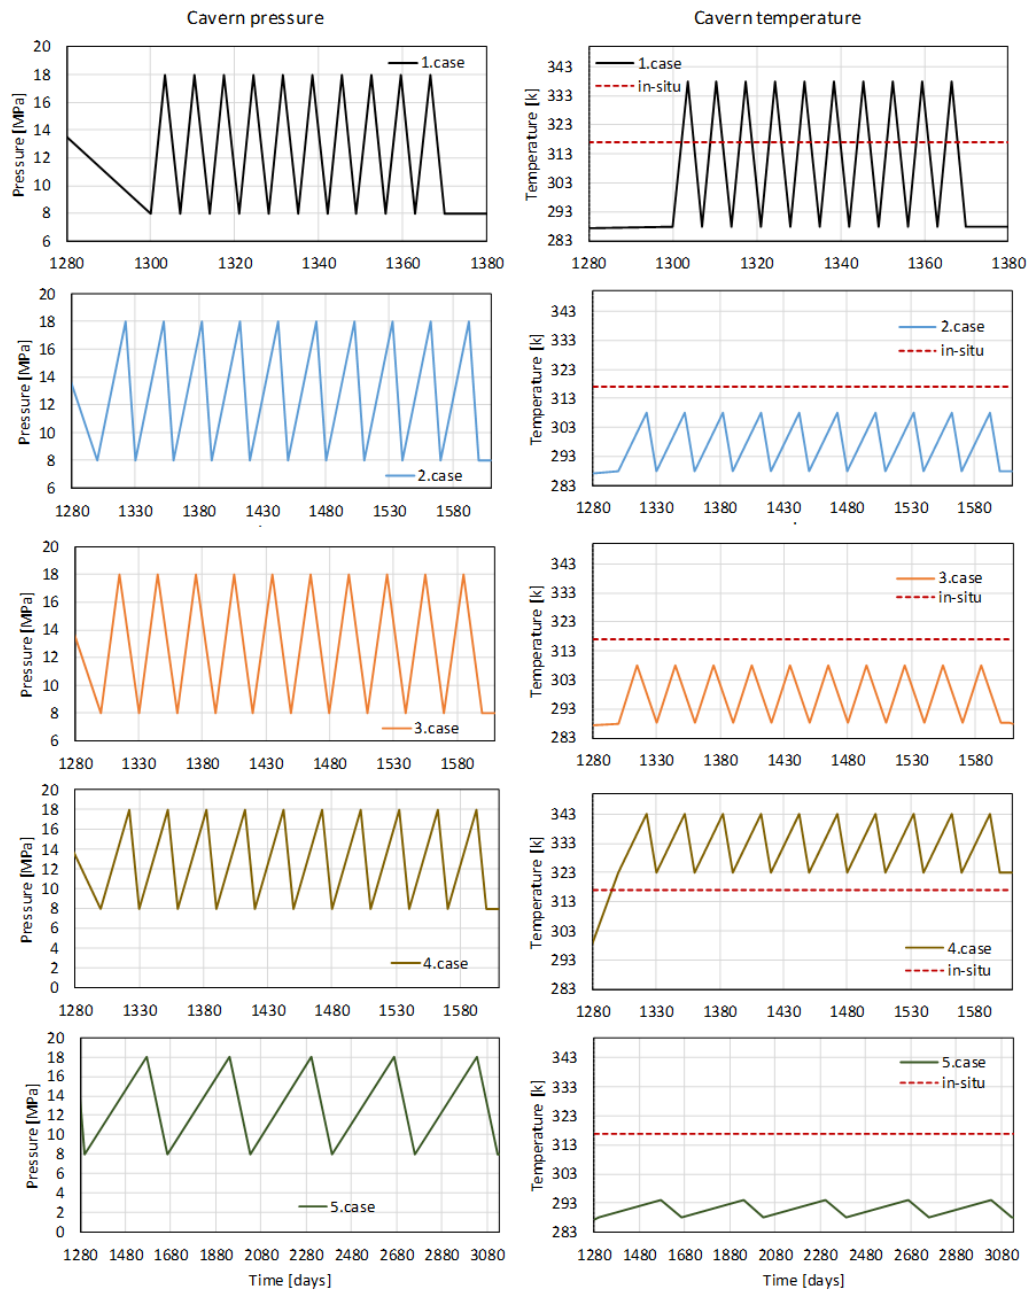 Cavern pressure
Cavern temperature
Pressure [MPa]
20
18
16
14
12
10
8
6
1.case
1280 1300 1320 1340 1360 1380
Temperature [k]
343
333
323
313
303
293
283
1.case
in-situ
1280 1300 1320 1340 1360 1380
Pressure [MPa]
20
18
16
14
12
10
8
6
2.case
1280 1330 1380 1430 1480 1530 1580
Temperature [k]
343
333
323
313
303
293
283
2.case
in-situ
1280 1330 1380 1430 1480 1530 1580
Pressure [MPa]
20
18
16
14
12
10
8
6
3.case
1280 1330 1380 1430 1480 1530 1580
Temperature [k]
343
333
323
313
303
293
283
3.case
in-situ
1280 1330 1380 1430 1480 1530 1580
Pressure [MPa]
20
18
16
14
12
10
8
6
4
2
0
4.case
1280 1330 1380 1430 1480 1530 1580
Temperature [k]
343
333
323
313
303
293
283
4.case
in-situ
1280 1330 1380 1430 1480 1530 1580
Pressure [MPa]
20
18
16
14
12
10
8
6
4
2
0
5.case
1280 1480 1680 1880 2080 2280 2480 2680 2880 3080
Time [days]
Temperature [k]
343
333
323
313
303
293
283
5.case
in-situ
1280 1480 1680 1880 2080 2280 2480 2680 2880 3080
Time [days]